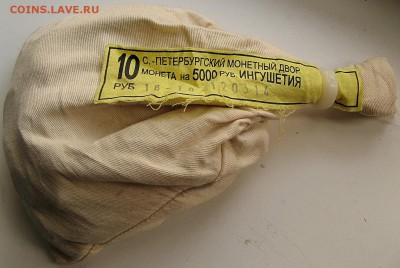 COINS.LAVE.RU
10 РУБ
С.-ПЕТЕРБУРГСКИЙ МОНЕТНЫЙ ДВОР
МОНЕТА НА 5000 РУБ. ИНГУШЕТИЯ